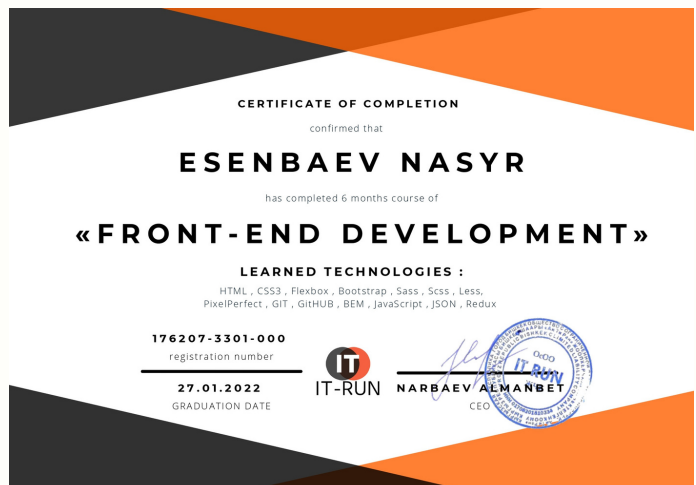 CERTIFICATE OF COMPLETION
confirmed that
ESENBAEV NASYR
has completed 6 months course of
«FRONT-END DEVELOPMENT»
LEARNED TECHNOLOGIES :
HTML , CSS3 , Flexbox , Bootstrap , Sass , Scss , Less,
PixelPerfect , GIT , GitHUB , BEM , JavaScript , JSON , Redux
176207-3301-000
registration number
27.01.2022
GRADUATION DATE
IT
IT-RUN
NARBAEV ALMANBET
CEO
ОсОО
IT RUN